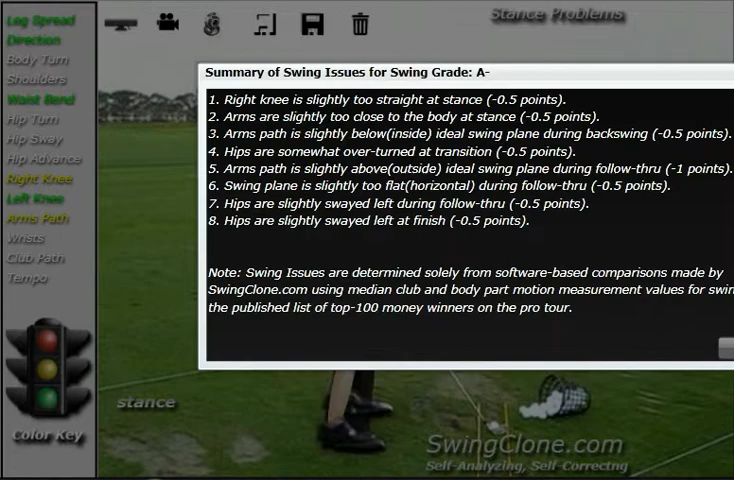 Leg Spread
Direction
Body Turn
Shoulders
Waist Bend
Hip Turn
Hip Sway
Hip Advance
Right Knee
Left Knee
Arms Path
Wrists
Club Path
Tempo
Color Key
Stance Problems
Summary of Swing Issues for Swing Grade: A-
1. Right knee is slightly too straight at stance (-0.5 points).
2. Arms are slightly too close to the body at stance (-0.5 points).
3. Arms path is slightly below(inside) ideal swing plane during backswing (-0.5 points).
4. Hips are somewhat over-turned at transition (-0.5 points).
5. Arms path is slightly above(outside) ideal swing plane during follow-thru (-1 points).
6. Swing plane is slightly too flat(horizontal) during follow-thru (-0.5 points).
7. Hips are slightly swayed left during follow-thru (-0.5 points).
8. Hips are slightly swayed left at finish (-0.5 points).
Note: Swing Issues are determined solely from software-based comparisons made by
SwingClone.com using median club and body part motion measurement values for swin
the published list of top-100 money winners on the pro tour.
stance
SwingClone.com
Self-Analyzing, Self-Correctng